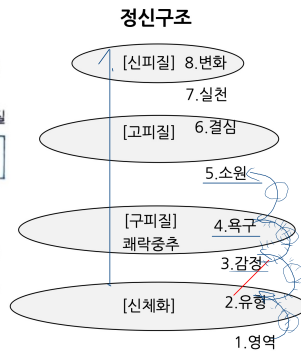 정신구조
[신피질] 8.변화
7.실천
[고피질] 6.결심
5.소원
[구피질] 4.욕구
쾌락중추
3.감정
[신체화] 2.유형
1.영역